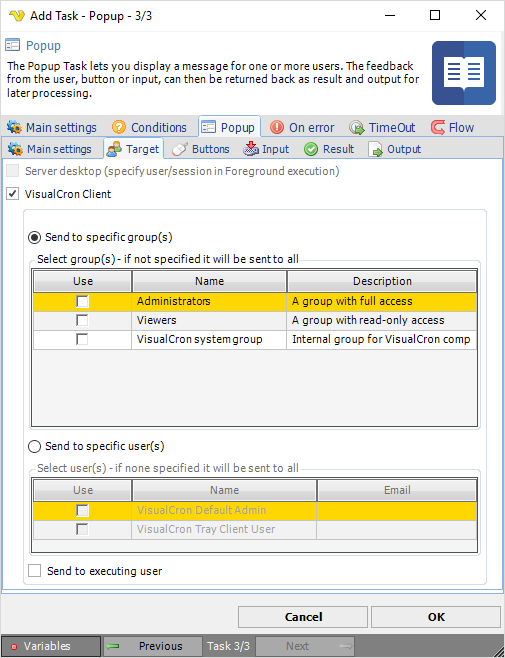 Add Task - Popup - 3/3
Popup
The Popup Task lets you display a message for one or more users. The feedback
from the user, button or input, can then be returned back as result and output for
later processing.
Main settings Conditions Popup On error TimeOut Flow
Main settings Target Buttons Input Result Output
Server desktop (specify user/session in Foreground execution)
VisualCron Client
Send to specific group(s)
Select group(s) - if not specified it will be sent to all
Use Name Description
Administrators A group with full access
Viewers A group with read-only access
VisualCron system group Internal group for VisualCron comp
Send to specific user(s)
Select user(s) - if none specified it will be sent to all
Use Name Email
VisualCron Default Admin
VisualCron Tray Client User
Send to executing user
Cancel OK
Variables Previous Task 3/3 Next